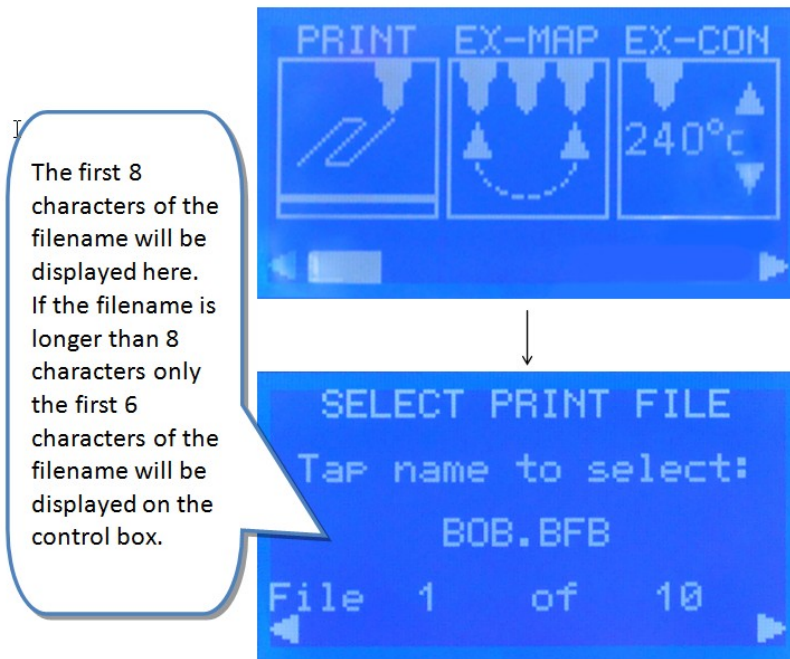 PRINT EX-MAP EX-CON
240°c
The first 8
characters of the
filename will be
displayed here.
If the filename is
longer than 8
characters only
the first 6
characters of the
filename will be
displayed on the
control box.
SELECT PRINT FILE
Tap name to select:
BOB.BFB
File 1 of 10